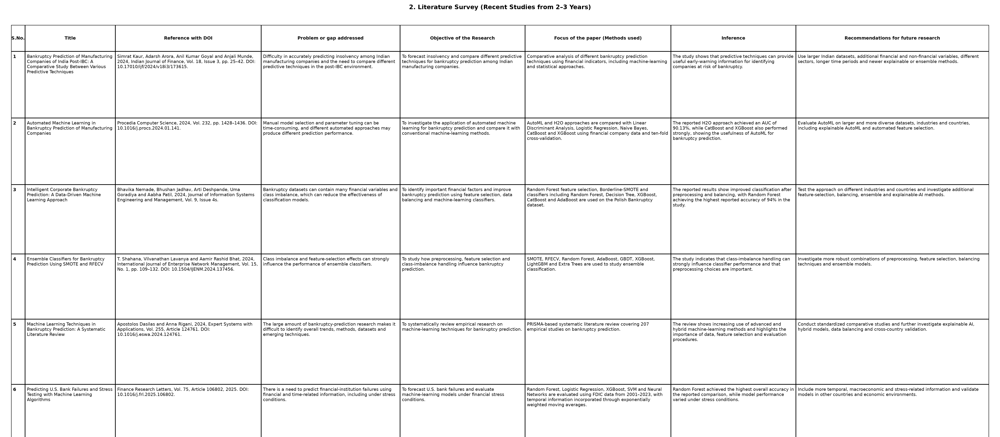 2. Literature Survey (Recent Studies from 2–3 Years)
S.No.
Title
Reference with DOI
Problem or gap addressed
Objective of the Research
Focus of the paper (Methods used)
Inference
Recommendations for future research
1
Bankruptcy Prediction of Manufacturing
Companies of India Post-IBC: A
Comparative Study Between Various
Predictive Techniques
Simrat Kaur, Adarsh Arora, Anil Kumar Goyal and Anjali Munde,
2024, Indian Journal of Finance, Vol. 18, Issue 3, pp. 25–42. DOI:
10.17010/ijf/2024/v18i3/173615.
Difficulty in accurately predicting insolvency among Indian
manufacturing companies and the need to compare different
predictive techniques in the post-IBC environment.
To forecast insolvency and compare different predictive
techniques for bankruptcy prediction among Indian
manufacturing companies.
Comparative analysis of different bankruptcy prediction
techniques using financial indicators, including machine-learning
and statistical approaches.
The study shows that predictive techniques can provide
useful early-warning information for identifying
companies at risk of bankruptcy.
Use larger Indian datasets, additional financial and non-financial variables, different
sectors, longer time periods and newer explainable or ensemble methods.
2
Automated Machine Learning in
Bankruptcy Prediction of Manufacturing
Companies
Procedia Computer Science, 2024, Vol. 232, pp. 1428–1436. DOI:
10.1016/j.procs.2024.01.141.
Manual model selection and parameter tuning can be
time-consuming, and different automated approaches may
produce different prediction performance.
To investigate the application of automated machine
learning for bankruptcy prediction and compare it with
conventional machine-learning methods.
AutoML and H2O approaches are compared with Linear
Discriminant Analysis, Logistic Regression, Naive Bayes,
CatBoost and XGBoost using financial company data and ten-fold
cross-validation.
The reported H2O approach achieved an AUC of
90.13%, while CatBoost and XGBoost also performed
strongly, showing the usefulness of AutoML for
bankruptcy prediction.
Evaluate AutoML on larger and more diverse datasets, industries and countries,
including explainable AutoML and automated feature selection.
3
Intelligent Corporate Bankruptcy
Prediction: A Data-Driven Machine
Learning Approach
Bhavika Nemade, Bhushan Jadhav, Arti Deshpande, Uma
Goradiya and Aabha Patil, 2024, Journal of Information Systems
Engineering and Management, Vol. 9, Issue 4s.
Bankruptcy datasets can contain many financial variables and
class imbalance, which can reduce the effectiveness of
classification models.
To identify important financial factors and improve
bankruptcy prediction using feature selection, data
balancing and machine-learning classifiers.
Random Forest feature selection, Borderline-SMOTE and
classifiers including Random Forest, Decision Tree, XGBoost,
CatBoost and AdaBoost are used on the Polish Bankruptcy
dataset.
The reported results show improved classification after
preprocessing and balancing, with Random Forest
achieving the highest reported accuracy of 94% in the
study.
Test the approach on different industries and countries and investigate additional
feature-selection, balancing, ensemble and explainable-AI methods.
4
Ensemble Classifiers for Bankruptcy
Prediction Using SMOTE and RFECV
T. Shahana, Vilvanathan Lavanya and Aamir Rashid Bhat, 2024,
International Journal of Enterprise Network Management, Vol. 15,
No. 1, pp. 109–132. DOI: 10.1504/IJENM.2024.137456.
Class imbalance and feature-selection effects can strongly
influence the performance of ensemble classifiers.
To study how preprocessing, feature selection and
class-imbalance handling influence bankruptcy
prediction.
SMOTE, RFECV, Random Forest, AdaBoost, GBDT, XGBoost,
LightGBM and Extra Trees are used to study ensemble
classification.
The study indicates that class-imbalance handling can
strongly influence classifier performance and that
preprocessing choices are important.
Investigate more robust combinations of preprocessing, feature selection, balancing
techniques and ensemble models.
5
Machine Learning Techniques in
Bankruptcy Prediction: A Systematic
Literature Review
Apostolos Dasilas and Anna Rigani, 2024, Expert Systems with
Applications, Vol. 255, Article 124761. DOI:
10.1016/j.eswa.2024.124761.
The large amount of bankruptcy-prediction research makes it
difficult to identify overall trends, methods, datasets and
emerging techniques.
To systematically review empirical research on
machine-learning techniques for bankruptcy prediction.
PRISMA-based systematic literature review covering 207
empirical studies on bankruptcy prediction.
The review shows increasing use of advanced and
hybrid machine-learning methods and highlights the
importance of data, feature selection and evaluation
procedures.
Conduct standardized comparative studies and further investigate explainable AI,
hybrid models, data balancing and cross-country validation.
6
Predicting U.S. Bank Failures and Stress
Testing with Machine Learning
Algorithms
Finance Research Letters, Vol. 75, Article 106802, 2025. DOI:
10.1016/j.frl.2025.106802.
There is a need to predict financial-institution failures using
financial and time-related information, including under stress
conditions.
To forecast U.S. bank failures and evaluate
machine-learning models under financial stress
conditions.
Random Forest, Logistic Regression, XGBoost, SVM and Neural
Networks are evaluated using FDIC data from 2001–2023, with
temporal information incorporated through exponentially
weighted moving averages.
Random Forest achieved the highest overall accuracy in
the reported comparison, while model performance
varied under stress conditions.
Include more temporal, macroeconomic and stress-related information and validate
models in other countries and economic environments.